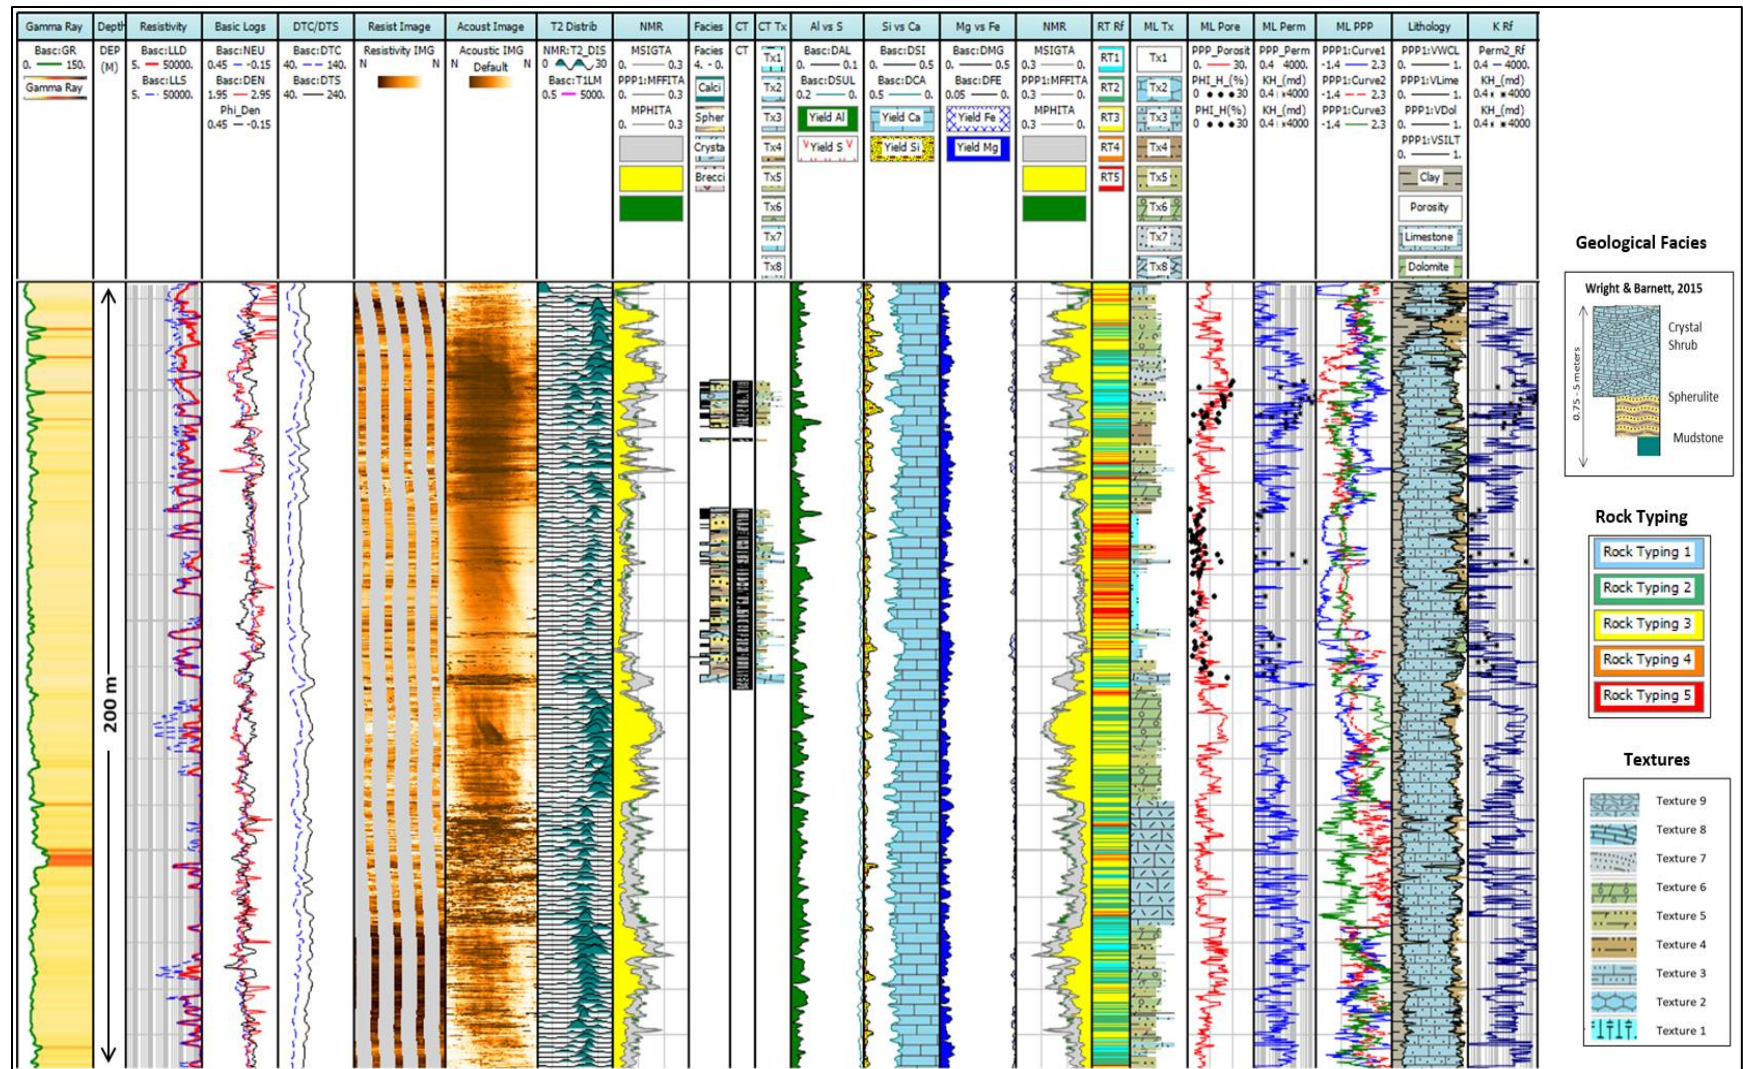 Gamma Ray
Depth
Resistivity
Basic Logs
DTC/DTS
Resist Image
Acoust Image
T2 Distrib
NMR
Facies
CT
CT Tx
Al vs S
Si vs Ca
Mg vs Fe
NMR
RT Rf
ML Tx
ML Pore
ML Perm
ML PPP
Lithology
K Rf
Basc:GR
0. 150.
Gamma Ray
DEP
(M)
Basc:LLD
5. 50000.
Basc:LLS
5. 50000.
Basc:NEU
0.45 -0.15
Basc:DEN
1.95 2.95
Phi_Den
0.45 -0.15
Basc:DTC
40. 140.
Basc:DTS
40. 240.
Resistivity IMG
N N
Acoustic IMG
N Default N
NMR:T2_DIS
0 30
Basc:T1LM
0.5 5000.
MSIGTA
0. 0.3
PPP1:MFFITA
0. 0.3
MPHITA
0. 0.3
Facies
4. 0.
Calci
Spher
Crysta
Brecci
CT
Tx1
Tx2
Tx3
Tx4
Tx5
Tx6
Tx7
Tx8
Basc:DAL
0. 0.1
Basc:DSUL
0.2 0.
Yield Al
Yield S
Basc:DSI
0. 0.5
Basc:DCA
0.5 0.
Yield Ca
Yield Si
Basc:DMG
0. 0.5
Basc:DFE
0.05 0.
Yield Fe
Yield Mg
MSIGTA
0.3 0.
PPP1:MFFITA
0.3 0.
MPHITA
0.3 0.
RT1
RT2
RT3
RT4
RT5
Tx1
Tx2
Tx3
Tx4
Tx5
Tx6
Tx7
Tx8
PPP_Porosit
0. 30.
PHI_H_(%)
0 30
PHI_H(%)
0 30
PPP_Perm
0.4 4000.
KH_(md)
0.4 4000
KH_(md)
0.4 4000
PPP1:Curve1
-1.4 2.3
PPP1:Curve2
-1.4 2.3
PPP1:Curve3
-1.4 2.3
PPP1:VWCL
0. 1.
PPP1:VLime
0. 1.
PPP1:VDol
0. 1.
PPP1:VSILT
0. 1.
Clay
Porosity
Limestone
Dolomite
Perm2_Rf
0.4 4000.
KH_(md)
0.4 4000
KH_(md)
0.4 4000
200 m
Geological Facies
Wright & Barnett, 2015
Crystal
Shrub
Spherulite
Mudstone
0.75 - 5 meters
Rock Typing
Rock Typing 1
Rock Typing 2
Rock Typing 3
Rock Typing 4
Rock Typing 5
Textures
Texture 9
Texture 8
Texture 7
Texture 6
Texture 5
Texture 4
Texture 3
Texture 2
Texture 1